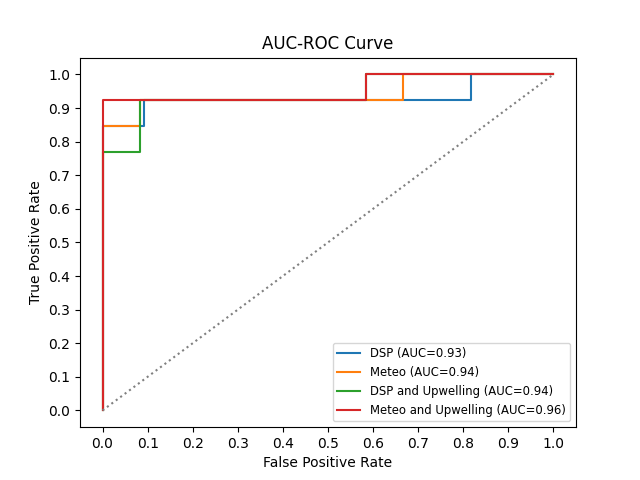 AUC-ROC Curve
1.0
0.9
0.8
0.7
0.6
0.5
0.4
0.3
0.2
0.1
0.0
True Positive Rate
DSP (AUC=0.93)
Meteo (AUC=0.94)
DSP and Upwelling (AUC=0.94)
Meteo and Upwelling (AUC=0.96)
0.0 0.1 0.2 0.3 0.4 0.5 0.6 0.7 0.8 0.9 1.0
False Positive Rate